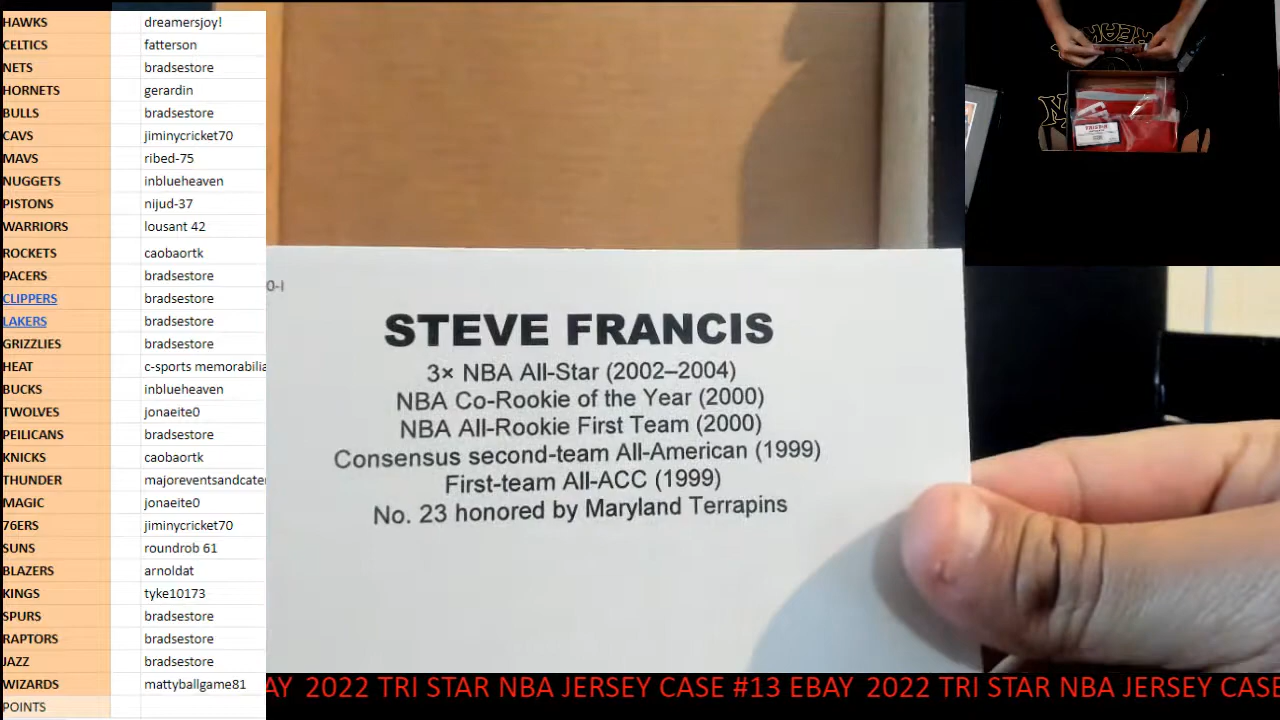 HAWKS dreamersjoy!
CELTICS fatterson
NETS bradsestore
HORNETS gerardin
BULLS bradsestore
CAVS jiminycricket70
MAVS ribed-75
NUGGETS inblueheaven
PISTONS nijud-37
WARRIORS lousant 42
ROCKETS caobaortk
PACERS bradsestore
CLIPPERS bradsestore
LAKERS bradsestore
GRIZZLIES bradsestore
HEAT c-sports memorabilia
BUCKS inblueheaven
TWOLVES jonaeite0
PEILICANS bradsestore
KNICKS caobaortk
THUNDER majoreventsandcate
MAGIC jonaeite0
76ERS jiminycricket70
SUNS roundrob 61
BLAZERS arnoldat
KINGS tyke10173
SPURS bradsestore
RAPTORS bradsestore
JAZZ bradsestore
WIZARDS mattyballgame81
POINTS
0-I
STEVE FRANCIS
3× NBA All-Star (2002–2004)
NBA Co-Rookie of the Year (2000)
NBA All-Rookie First Team (2000)
Consensus second-team All-American (1999)
First-team All-ACC (1999)
No. 23 honored by Maryland Terrapins
AY 2022 TRI STAR NBA JERSEY CASE #13 EBAY 2022 TRI STAR NBA JERSEY CASE